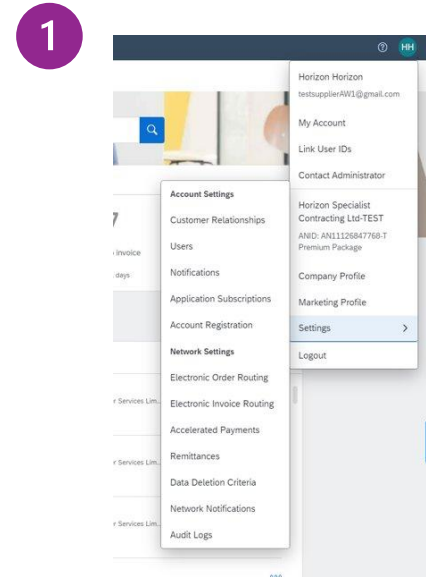 1
HH
Horizon Horizon
testsupplierAW1@gmail.com
My Account
Link User IDs
Contact Administrator
Horizon Specialist
Contracting Ltd-TEST
ANID: AN11126847768-T
Premium Package
Company Profile
Marketing Profile
Settings
Logout
Account Settings
Customer Relationships
Users
Notifications
Application Subscriptions
Account Registration
Network Settings
Electronic Order Routing
Electronic Invoice Routing
Accelerated Payments
Remittances
Data Deletion Criteria
Network Notifications
Audit Logs
7
Invoice
days
r Services Lim..
r Services Lim..
r Services Lim..